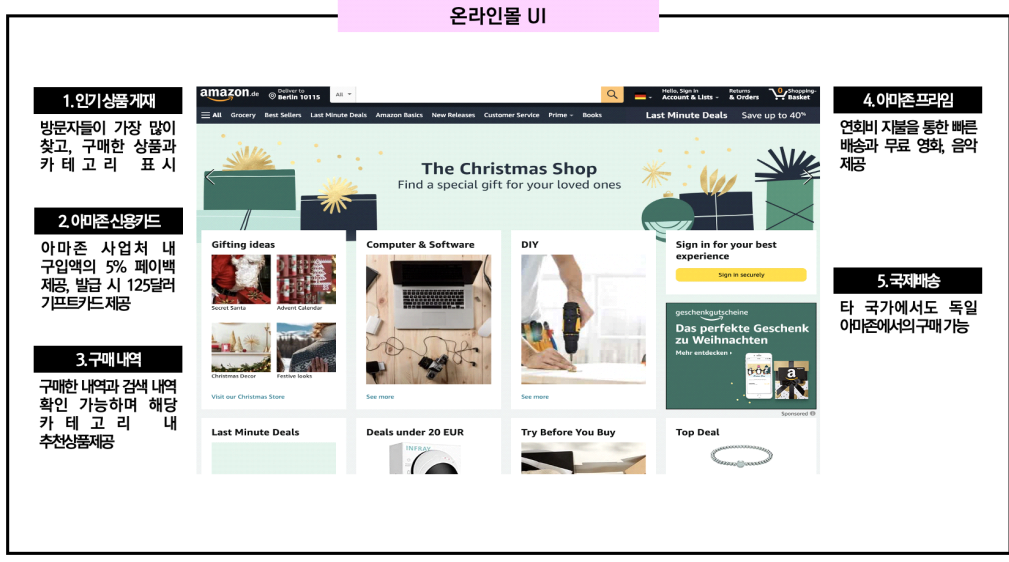 온라인몰 UI
1. 인기 상품 게재
방문자들이 가장 많이
찾고, 구매한 상품과
카테고리 표시
2. 아마존 신용카드
아마존 사업처 내
구입액의 5% 페이백
제공, 발급 시 125달러
기프트카드 제공
3. 구매 내역
구매한 내역과 검색 내역
확인 가능하며 해당
카테고리 내
추천상품제공
amazon.de
Deliver to
Berlin 10115
All
Hello, Sign in
Account & Lists
Returns
& Orders
0
Shopping-
Basket
All Grocery Best Sellers Last Minute Deals Amazon Basics New Releases Customer Service Prime Books
Last Minute Deals Save up to 40%
The Christmas Shop
Find a special gift for your loved ones
Gifting ideas
Secret Santa
Advent Calendar
Christmas Decor
Festive looks
Visit our Christmas Store
Computer & Software
See more
DIY
See more
Sign in for your best
experience
Sign in securely
geschenkgutscheine
Das perfekte Geschenk
zu Weihnachten
Mehr entdecken ›
a
Sponsored
Last Minute Deals
Deals under 20 EUR
INFRAY
Try Before You Buy
Top Deal
4. 아마존 프라임
연회비 지불을 통한 빠른
배송과 무료 영화, 음악
제공
5. 국제배송
타 국가에서도 독일
아마존에서의 구매 가능